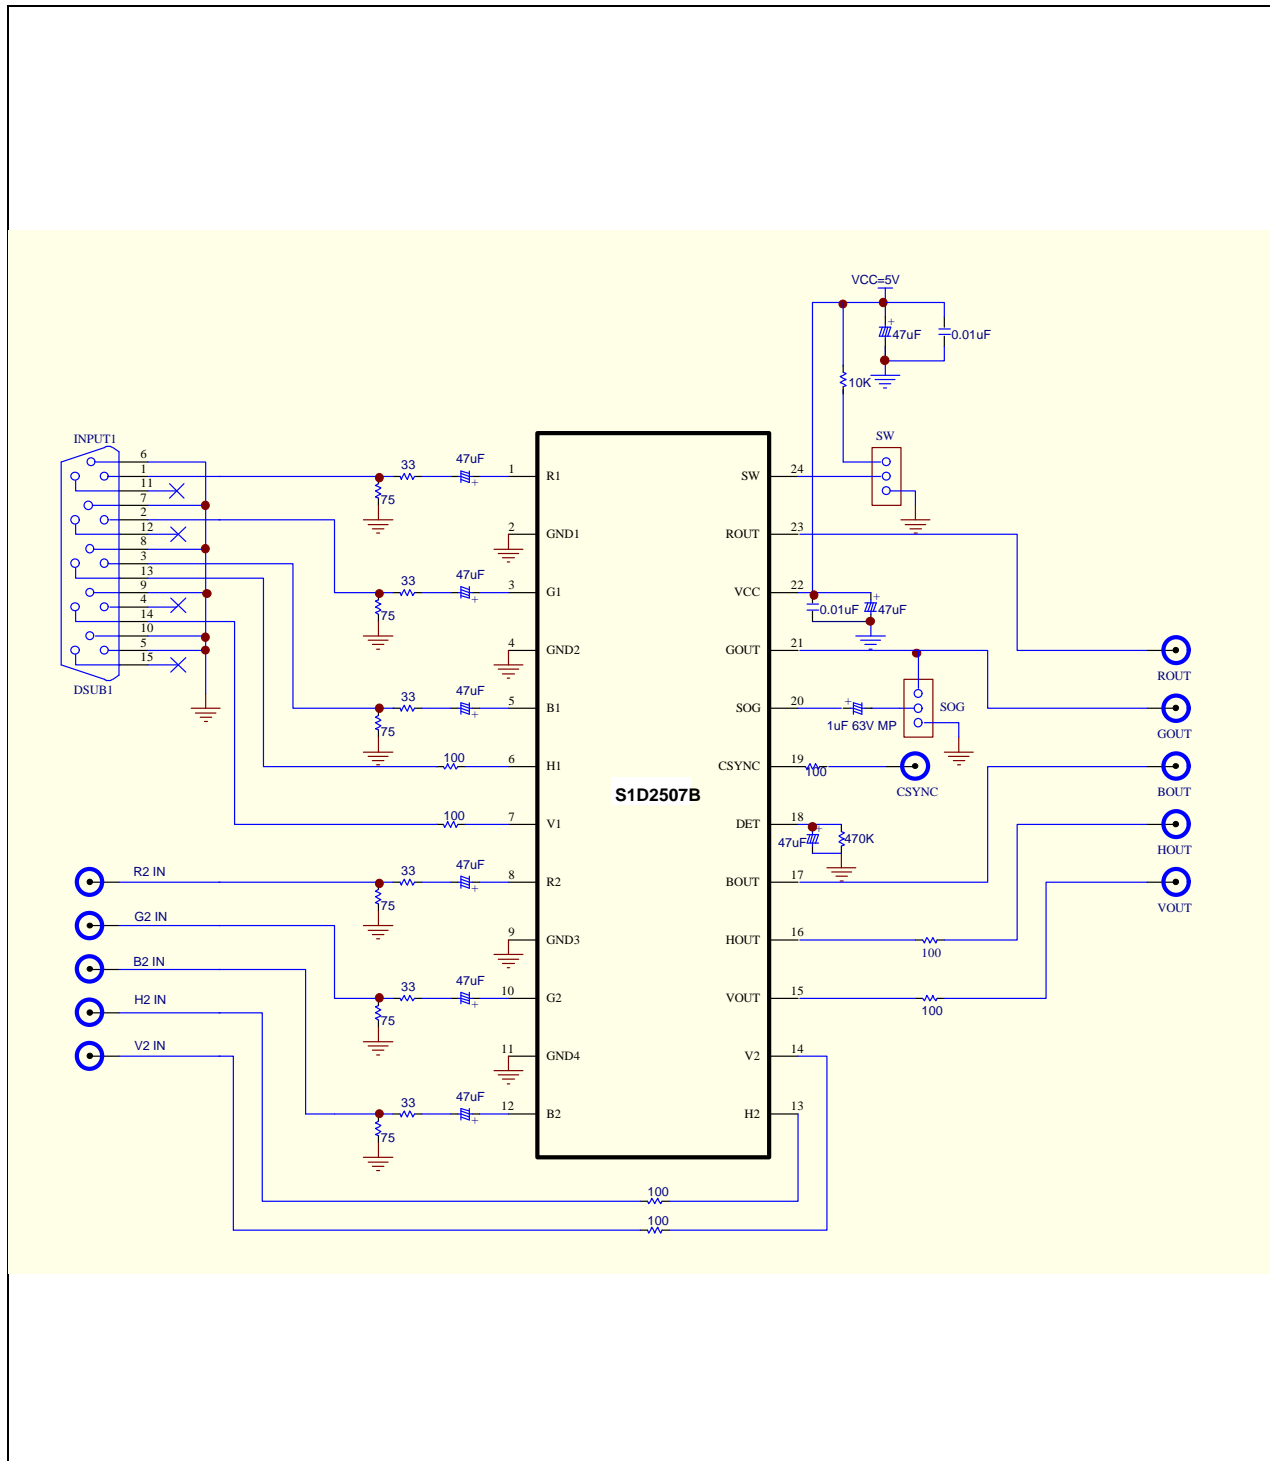 VCC=5V
47uF
0.01uF
10K
INPUT1
SW
6
1
11
7
2
12
8
3
13
9
4
14
10
5
15
DSUB1
33
47uF
1
R1
75
2
GND1
33
47uF
3
G1
75
4
GND2
33
47uF
5
B1
75
100
6
H1
100
7
V1
S1D2507B
SW
24
ROUT
23
VCC
22
0.01uF
47uF
GOUT
21
SOG
20
1uF 63V MP
SOG
CSYNC
19
100
CSYNC
DET
18
47uF
470K
BOUT
17
HOUT
16
100
VOUT
15
100
V2
14
H2
13
ROUT
GOUT
BOUT
HOUT
VOUT
R2 IN
33
47uF
8
R2
75
G2 IN
9
GND3
B2 IN
33
47uF
10
G2
75
H2 IN
V2 IN
11
GND4
33
47uF
12
B2
75
100
100
+
+
+
+
+
+
+
+
+
+